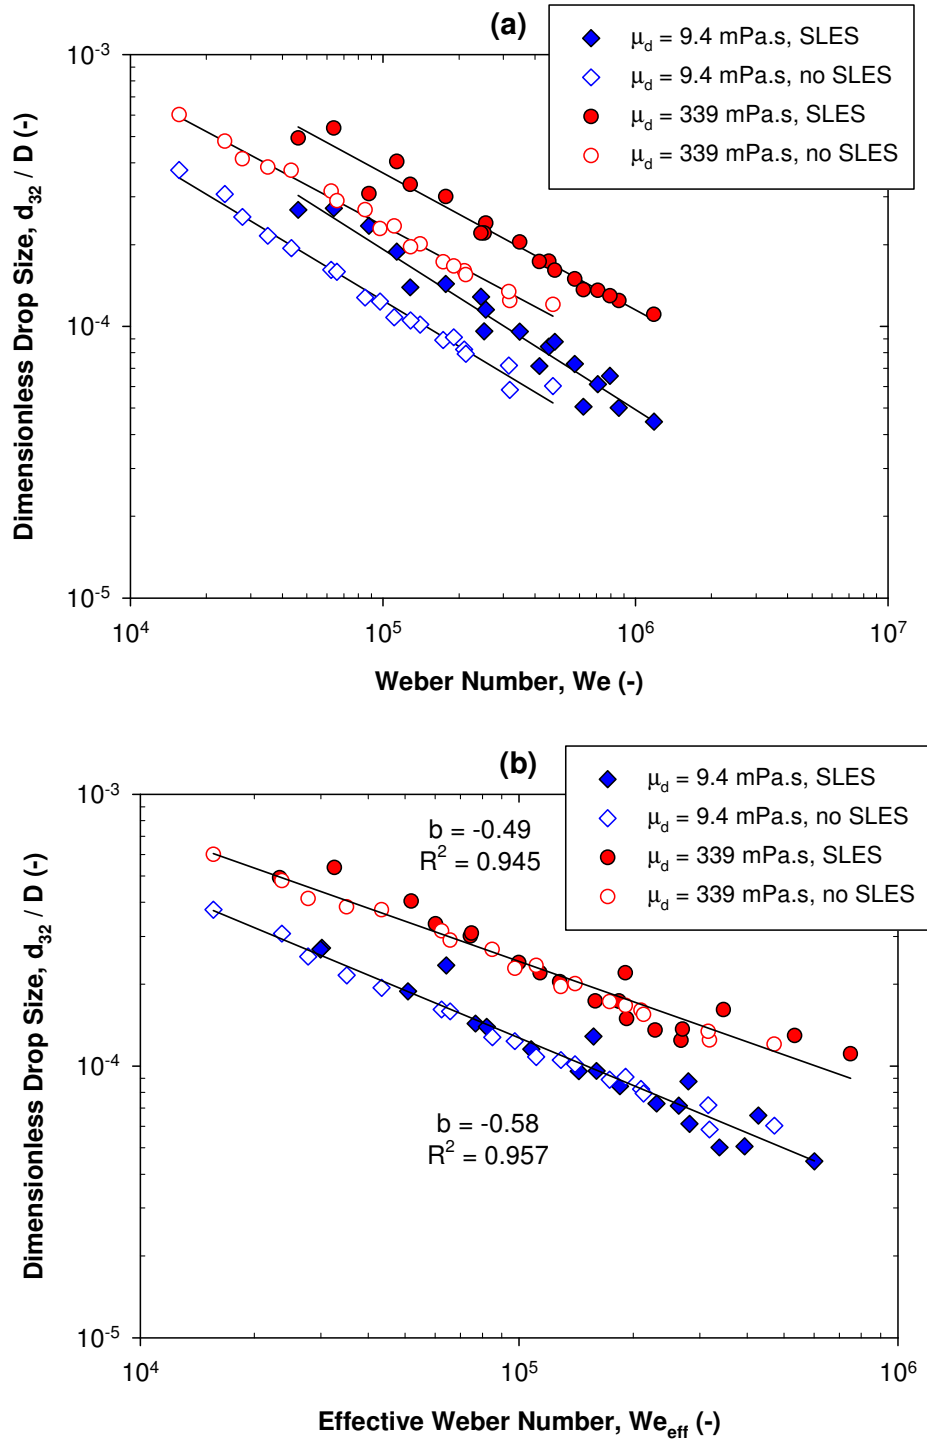 (a)
μd = 9.4 mPa.s, SLES
μd = 9.4 mPa.s, no SLES
μd = 339 mPa.s, SLES
μd = 339 mPa.s, no SLES
Dimensionless Drop Size, d32 / D (-)
10-3
10-4
10-5
104
105
106
107
Weber Number, We (-)
(b)
μd = 9.4 mPa.s, SLES
μd = 9.4 mPa.s, no SLES
μd = 339 mPa.s, SLES
μd = 339 mPa.s, no SLES
Dimensionless Drop Size, d32 / D (-)
10-3
b = -0.49
R2 = 0.945
10-4
b = -0.58
R2 = 0.957
10-5
104
105
106
Effective Weber Number, Weeff (-)